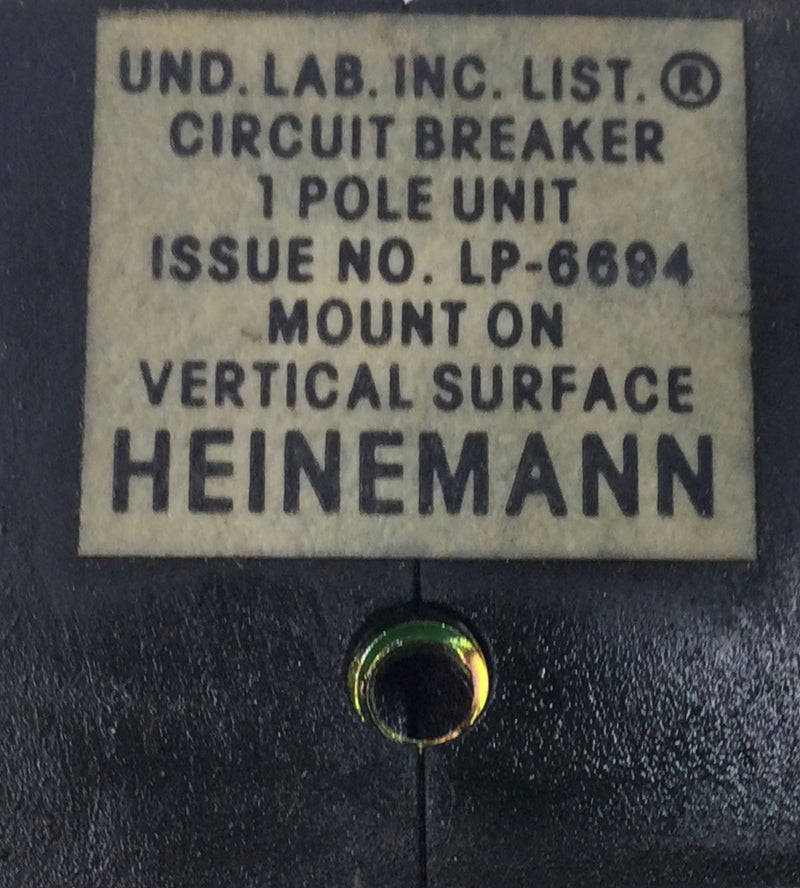 UND. LAB. INC. LIST. ®
CIRCUIT BREAKER
1 POLE UNIT
ISSUE NO. LP-6694
MOUNT ON
VERTICAL SURFACE
HEINEMANN